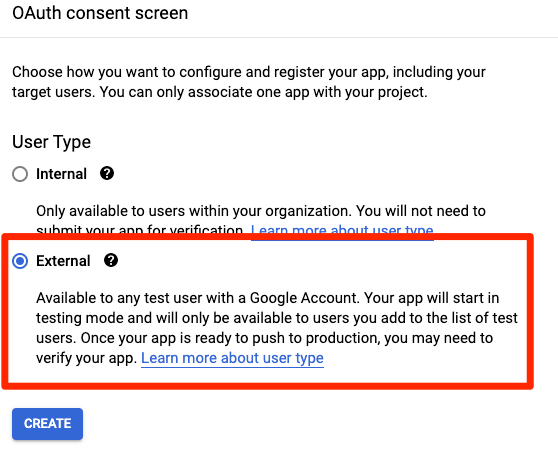 OAuth consent screen
Choose how you want to configure and register your app, including your
target users. You can only associate one app with your project.
User Type
Internal
Only available to users within your organization. You will not need to
submit your app for verification. Learn more about user type
External
Available to any test user with a Google Account. Your app will start in
testing mode and will only be available to users you add to the list of test
users. Once your app is ready to push to production, you may need to
verify your app. Learn more about user type
CREATE